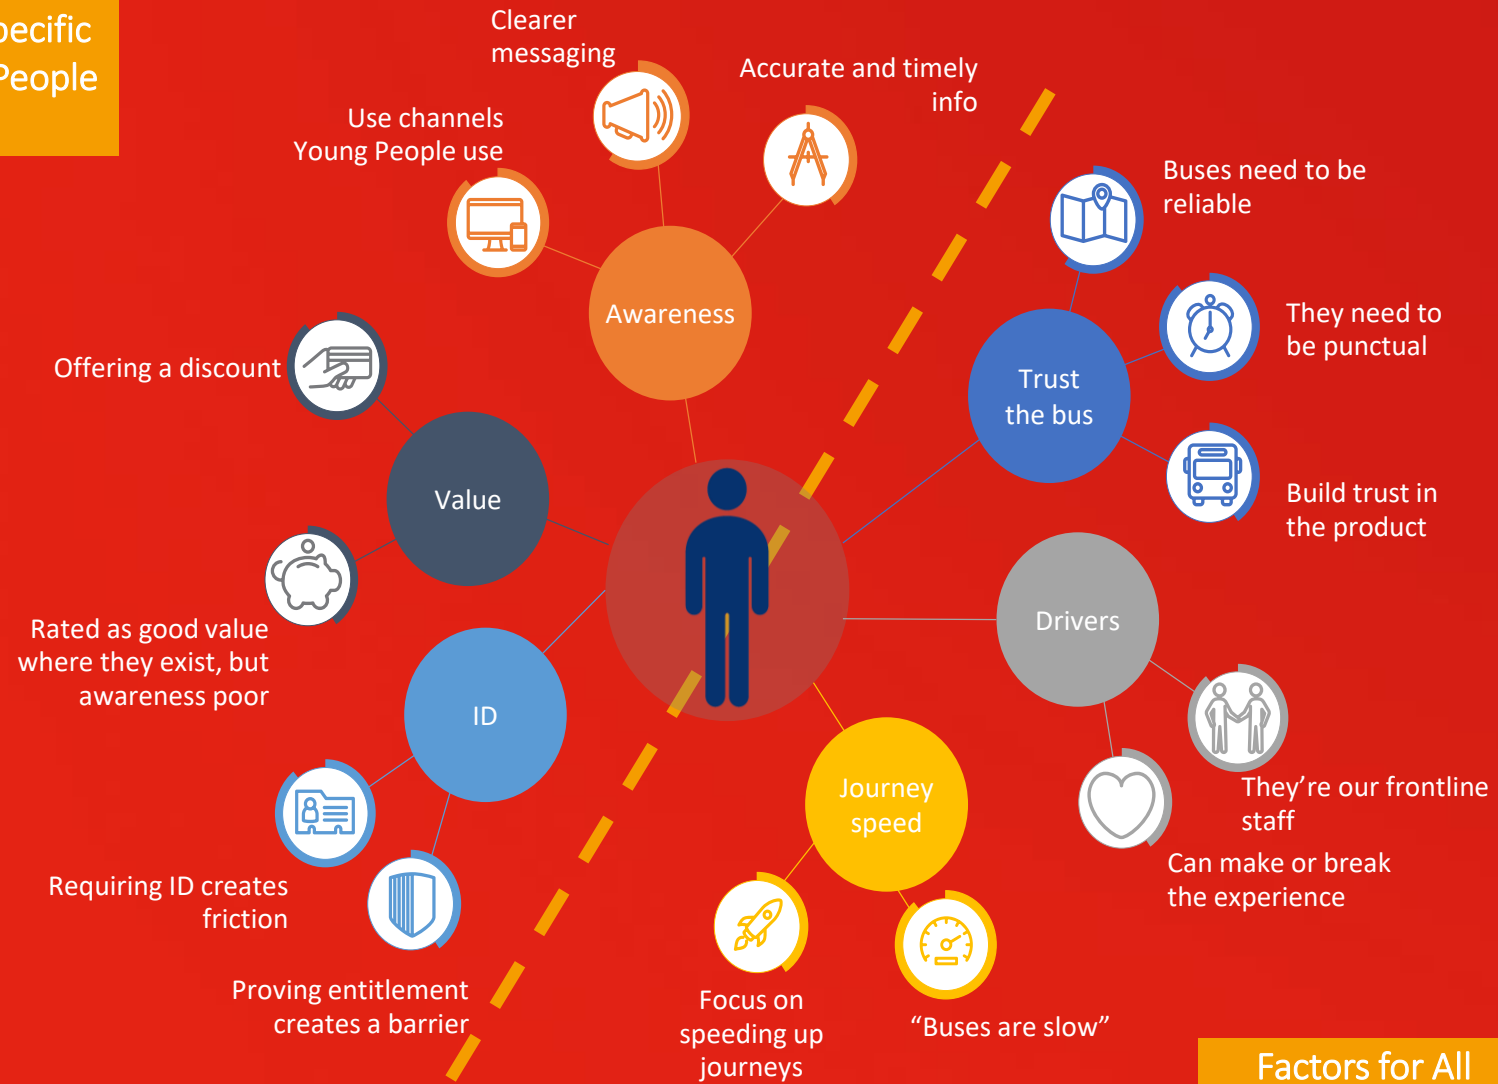 People
Clearer
messaging
Accurate and timely
info
Use channels
Young People use
Awareness
Offering a discount
Value
Rated as good value
where they exist, but
awareness poor
ID
Requiring ID creates
friction
Proving entitlement
creates a barrier
Buses need to be
reliable
They need to
be punctual
Trust
the bus
Build trust in
the product
Drivers
They’re our frontline
staff
Can make or break
the experience
Journey
speed
Focus on
speeding up
journeys
“Buses are slow”
Factors for All